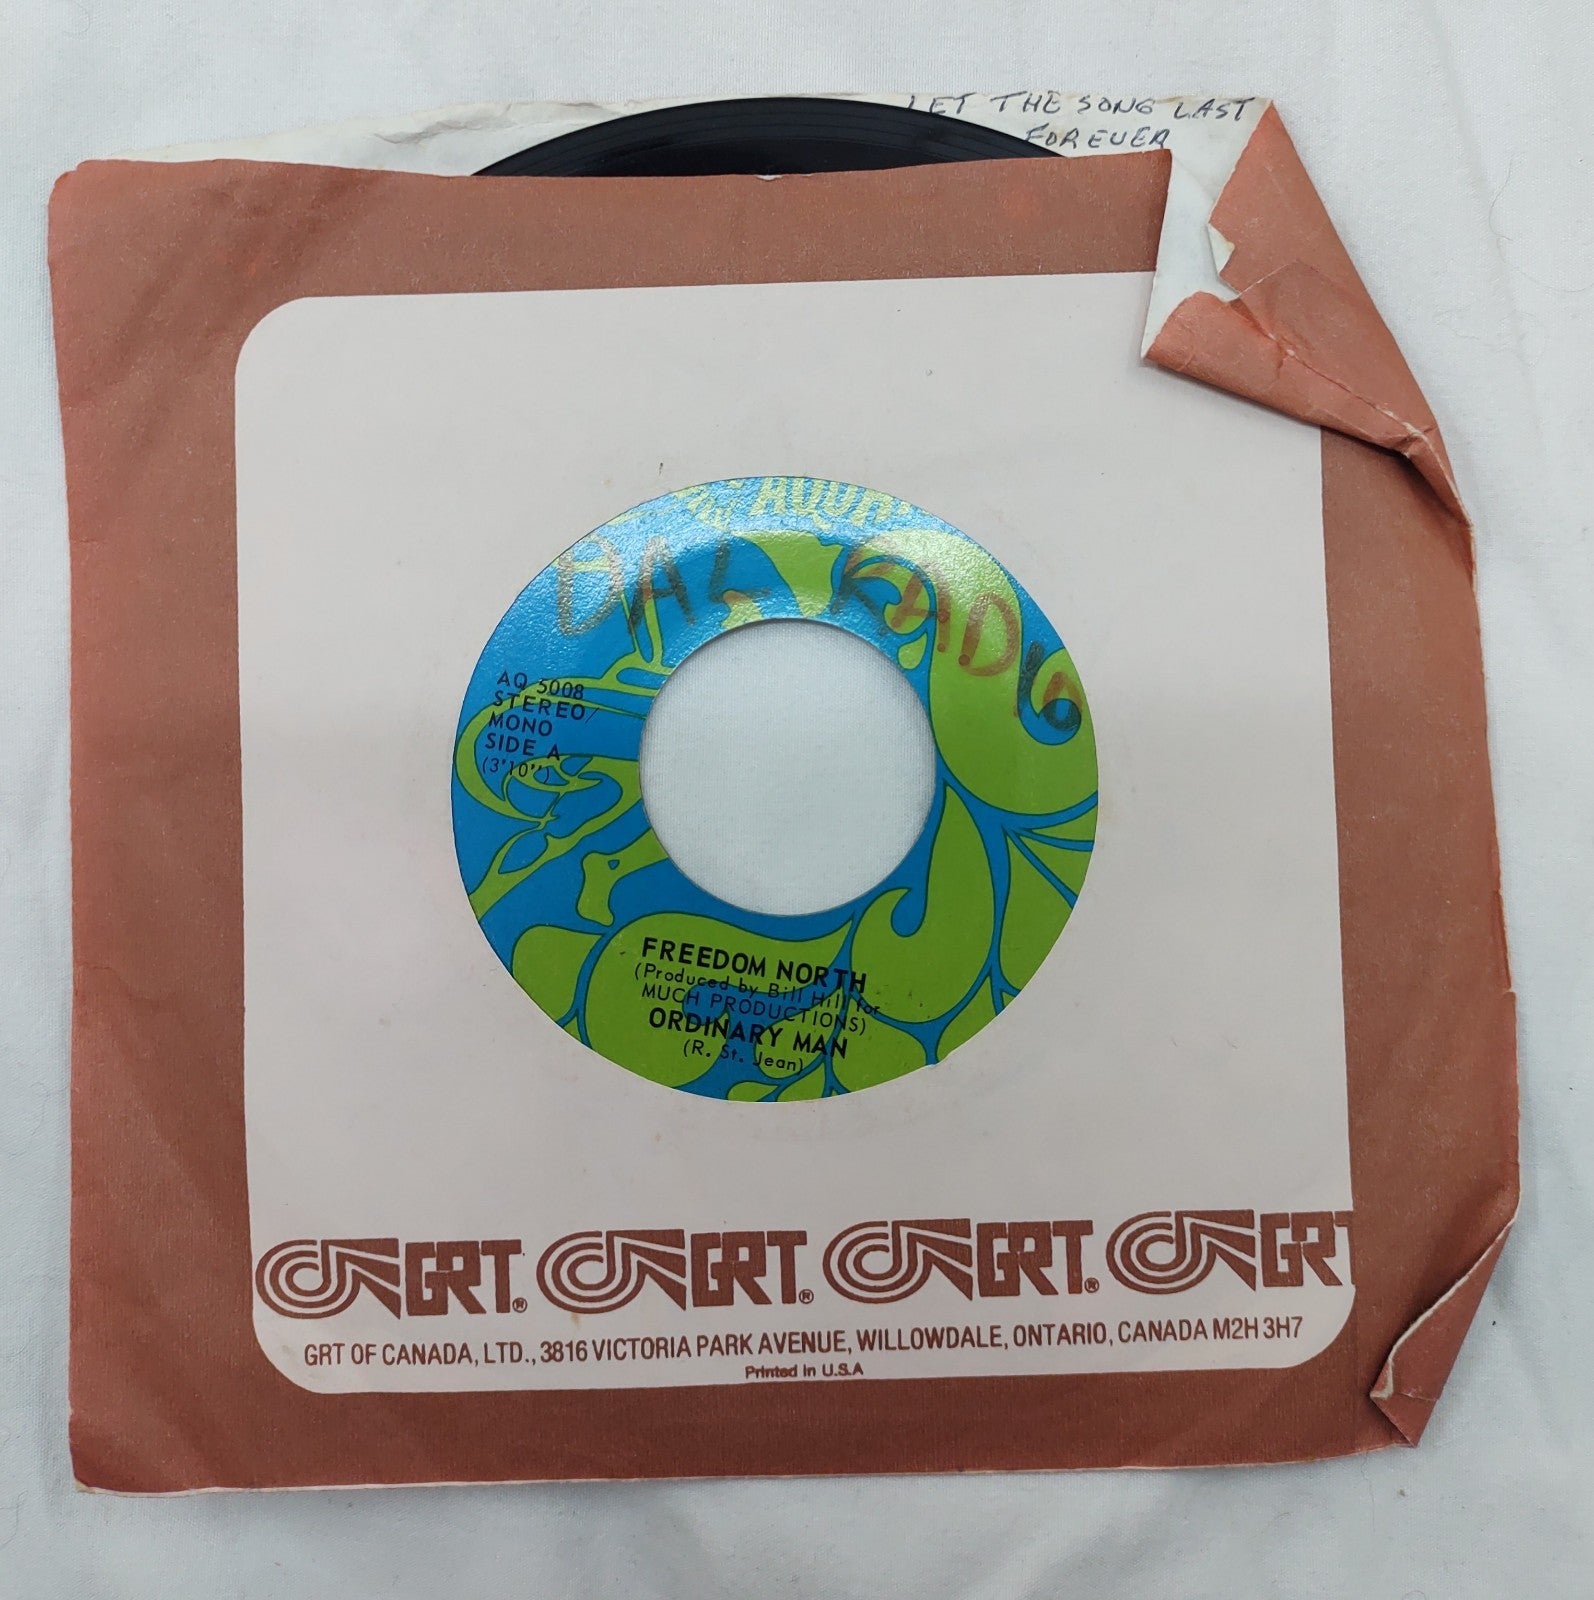 LET THE SONG LAST
FOREVER
AQUA
DAL RADIO
AQ 5008
STEREO/
MONO
SIDE A
(3'10")
FREEDOM NORTH
(Produced by Bill Hill for
MUCH PRODUCTIONS)
ORDINARY MAN
(R. St. Jean)
GRT® GRT® GRT® GRT
GRT OF CANADA, LTD., 3816 VICTORIA PARK AVENUE, WILLOWDALE, ONTARIO, CANADA M2H 3H7
Printed in U.S.A